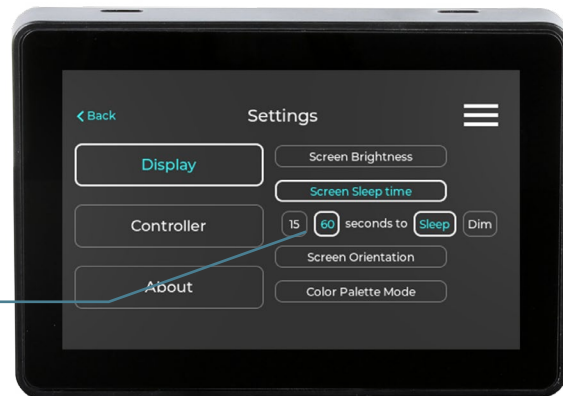 Back
Settings
Display
Controller
About
Screen Brightness
Screen Sleep time
15 60 seconds to Sleep Dim
Screen Orientation
Color Palette Mode